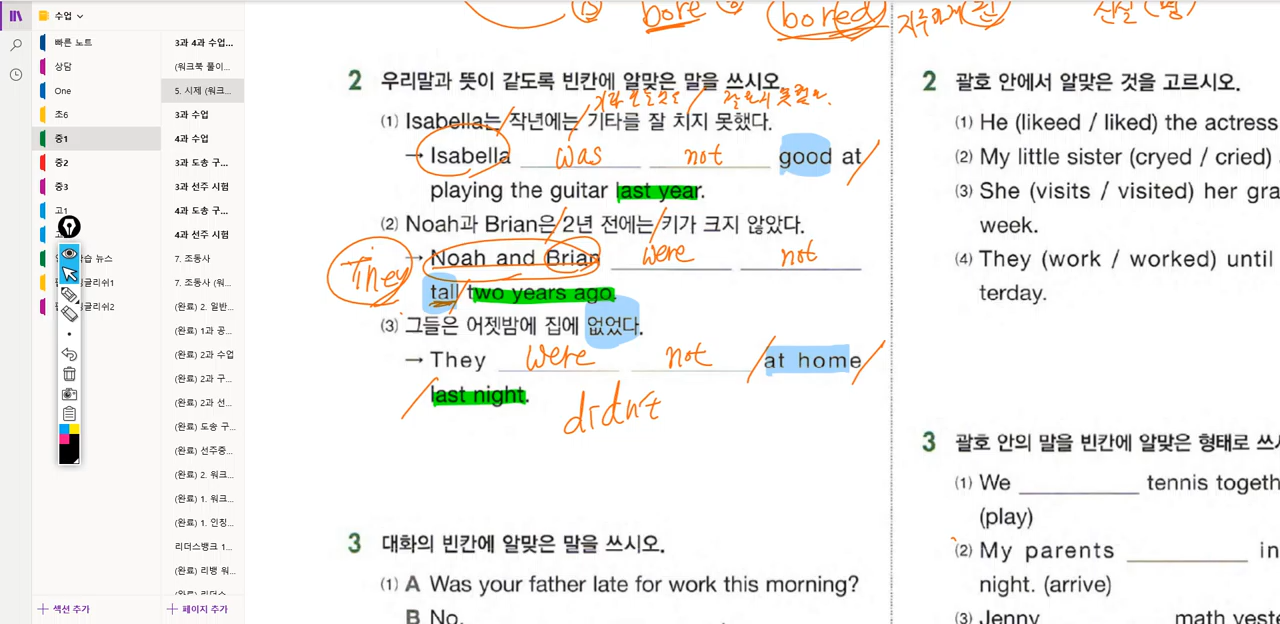 수업
빠른 노트
상담
One
초6
중1
중2
중3
고1
뉴스
글리쉬1
글리쉬2
섹션 추가
3과 4과 수업...
(워크북 풀이...
5. 시제 (워크...
3과 수업
4과 수업
3과 도송 구...
3과 선주 시험
4과 도송 구...
4과 선주 시험
7. 조동사
7. 조동사 (워...
(완료) 2. 일반...
(완료) 1과 공...
(완료) 2과 수업
(완료) 2과 구...
(완료) 2과 선...
(완료) 도송 구...
(완료) 선주중...
(완료) 2. 워크...
(완료) 1. 워크...
(완료) 1. 인칭...
리더스뱅크 1...
(완료) 리뱅 워...
(완료) 리더스...
페이지 추가
bore
(bored)
2 우리말과 뜻이 같도록 빈칸에 알맞은 말을 쓰시오.
(1) Isabella는 작년에는 기타를 잘 치지 못했다.
→ Isabella was not good at
playing the guitar last year.
(2) Noah과 Brian은 2년 전에는 키가 크지 않았다.
They
→ Noah and Brian were not
tall two years ago.
(3) 그들은 어젯밤에 집에 없었다.
→ They were not at home
last night.
didn't
3 대화의 빈칸에 알맞은 말을 쓰시오.
(1) A Was your father late for work this morning?
B No,
2 괄호 안에서 알맞은 것을 고르시오.
(1) He (likeed / liked) the actress
(2) My little sister (cryed / cried)
(3) She (visits / visited) her gra
week.
(4) They (work / worked) until
terday.
3 괄호 안의 말을 빈칸에 알맞은 형태로 쓰시
(1) We ________ tennis togeth
(play)
(2) My parents ________ in
night. (arrive)
(3) Jenny ________ math yeste